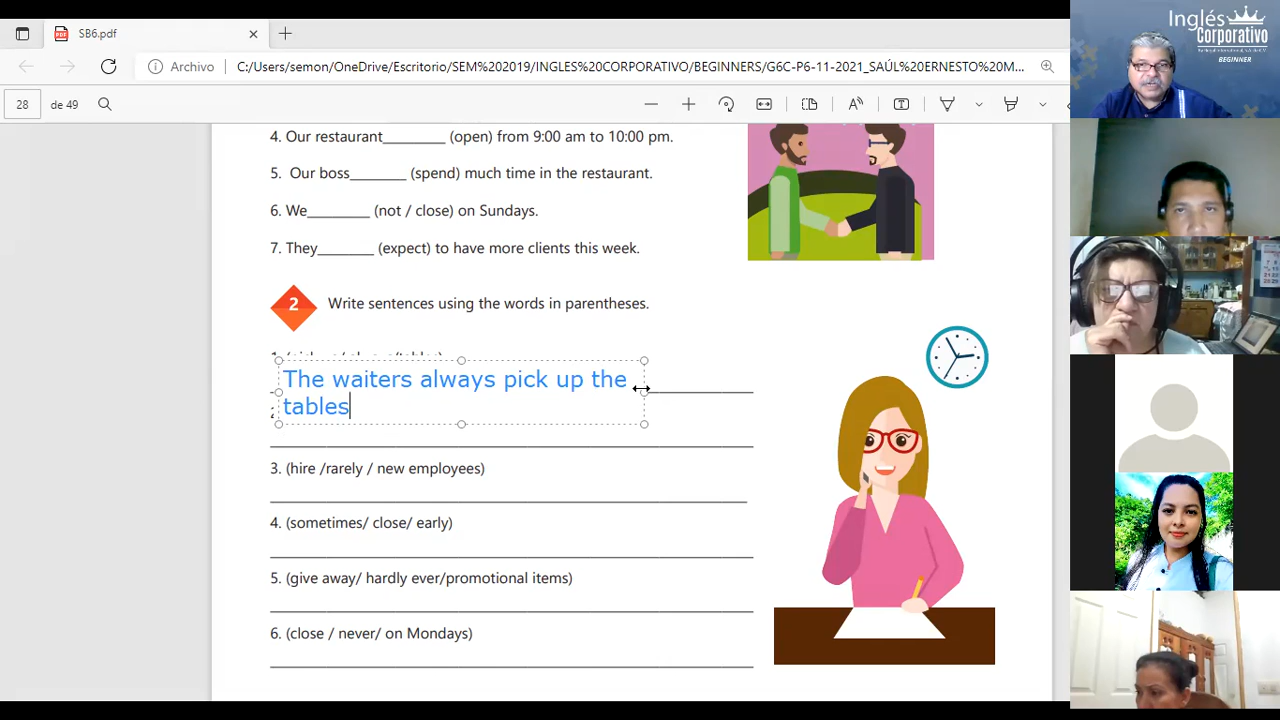 SB6.pdf
Archivo
C:/Users/semon/OneDrive/Escritorio/SEM%202019/INGLES%20CORPORATIVO/BEGINNERS/G6C-P6-11-2021_SAÚL%20ERNESTO%20M...
28
de 49
4. Our restaurant________ (open) from 9:00 am to 10:00 pm.
5. Our boss_______ (spend) much time in the restaurant.
6. We________ (not / close) on Sundays.
7. They_______ (expect) to have more clients this week.
2 Write sentences using the words in parentheses.
The waiters always pick up the
tables
3. (hire /rarely / new employees)
4. (sometimes/ close/ early)
5. (give away/ hardly ever/promotional items)
6. (close / never/ on Mondays)
Inglés
Corporativo
BEGINNER